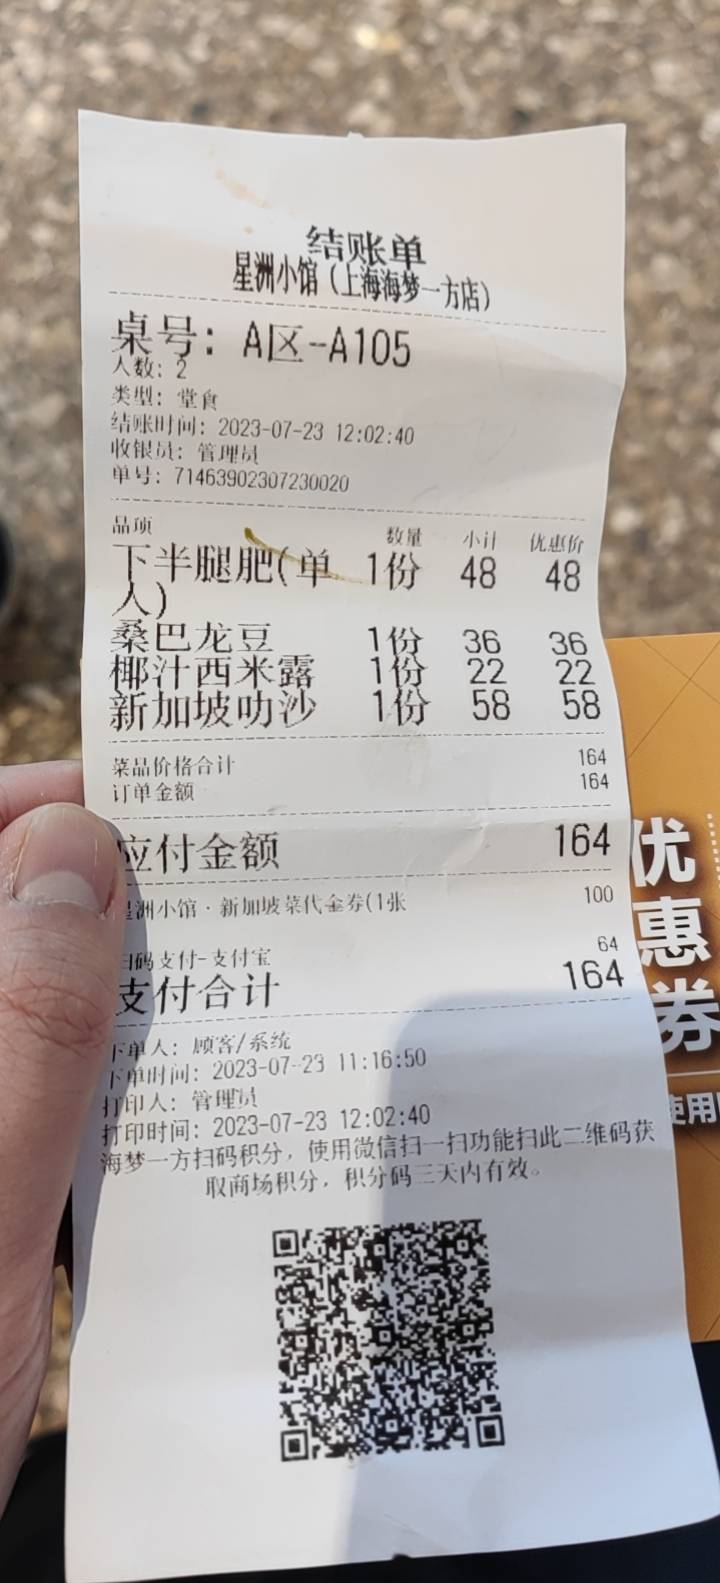 结账单
星洲小馆（上海海梦一方店）
桌号：A区-A105
人数：2
类型：堂食
结账时间：2023-07-23 12:02:40
收银员：管理员
单号：71463902307230020
品项 数量 小计 优惠价
下半腿肥(单 1份 48 48
人)
桑巴龙豆 1份 36 36
椰汁西米露 1份 22 22
新加坡叻沙 1份 58 58
菜品价格合计 164
订单金额 164
应付金额 164
星洲小馆·新加坡菜代金券(1张 100
扫码支付-支付宝 64
支付合计 164
下单人：顾客/系统
下单时间：2023-07-23 11:16:50
打印人：管理员
打印时间：2023-07-23 12:02:40
海梦一方扫码积分，使用微信扫一扫功能扫此二维码获
取商场积分，积分码三天内有效。
优惠券
使用